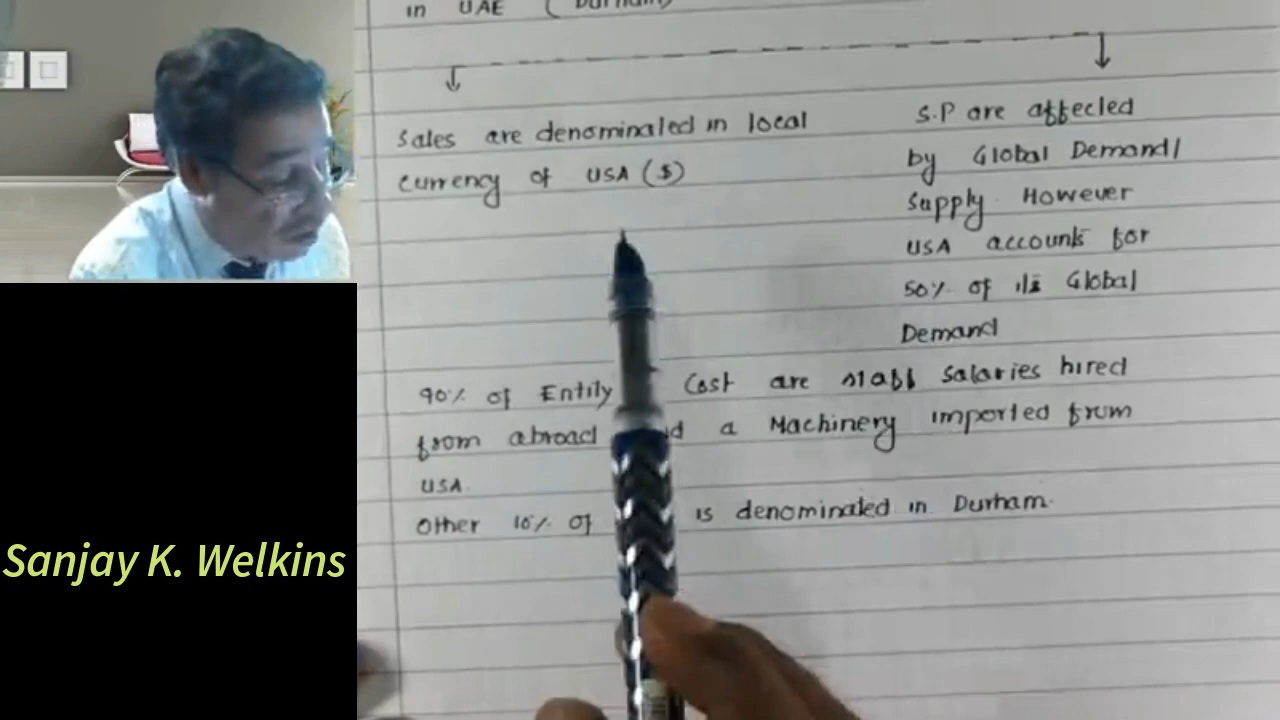 in UAE (Durham)
Sales are denominated in local
currency of USA ($)
S.P are affected
by Global Demand/
Supply. However
USA accounts for
50% of its Global
Demand
90% of Entity Cost are staff salaries hired
from abroad a Machinery imported from
USA.
Other 10% of is denominated in Durham.
Sanjay K. Welkins